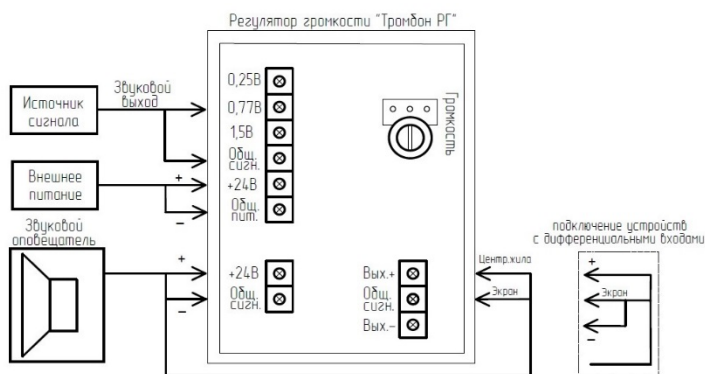 Регулятор громкости "Тромбон РГ"
Источник
сигнала
Звуковой
выход
0,25В
0,77В
1,5В
Общ.
сигн.
+24В
Общ.
пит.
Громкость
Внешнее
питание
+
−
Звуковой
оповещатель
+
−
+24В
Общ.
сигн.
Вых.+
Общ.
сигн.
Вых.−
Центр.жила
Экран
подключение устройств
с дифференциальными входами
+
Экран
−